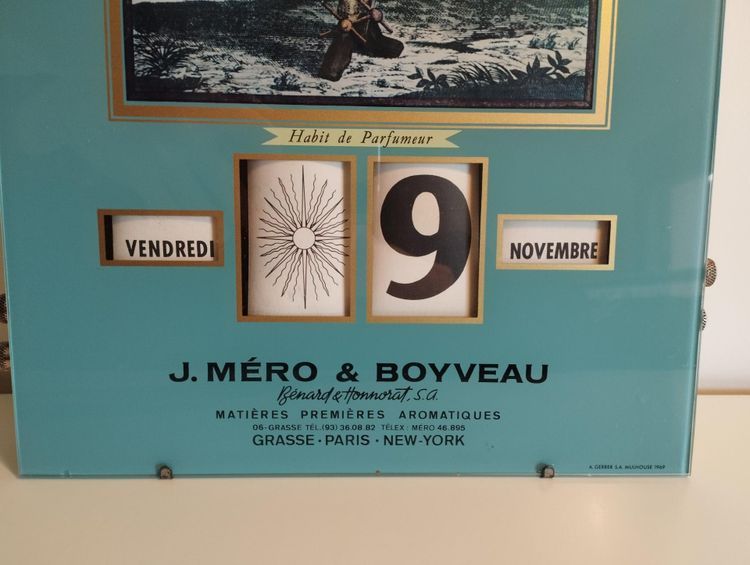 Habit de Parfumeur
VENDREDI 9 NOVEMBRE
J. MÉRO & BOYVEAU
Bénard & Honnorat, S.A.
MATIÈRES PREMIÈRES AROMATIQUES
06-GRASSE TÉL. (93) 36.08.82 TÉLEX : MÉRO 46.895
GRASSE · PARIS · NEW-YORK
A. GERRER S.A. MULHOUSE 1969